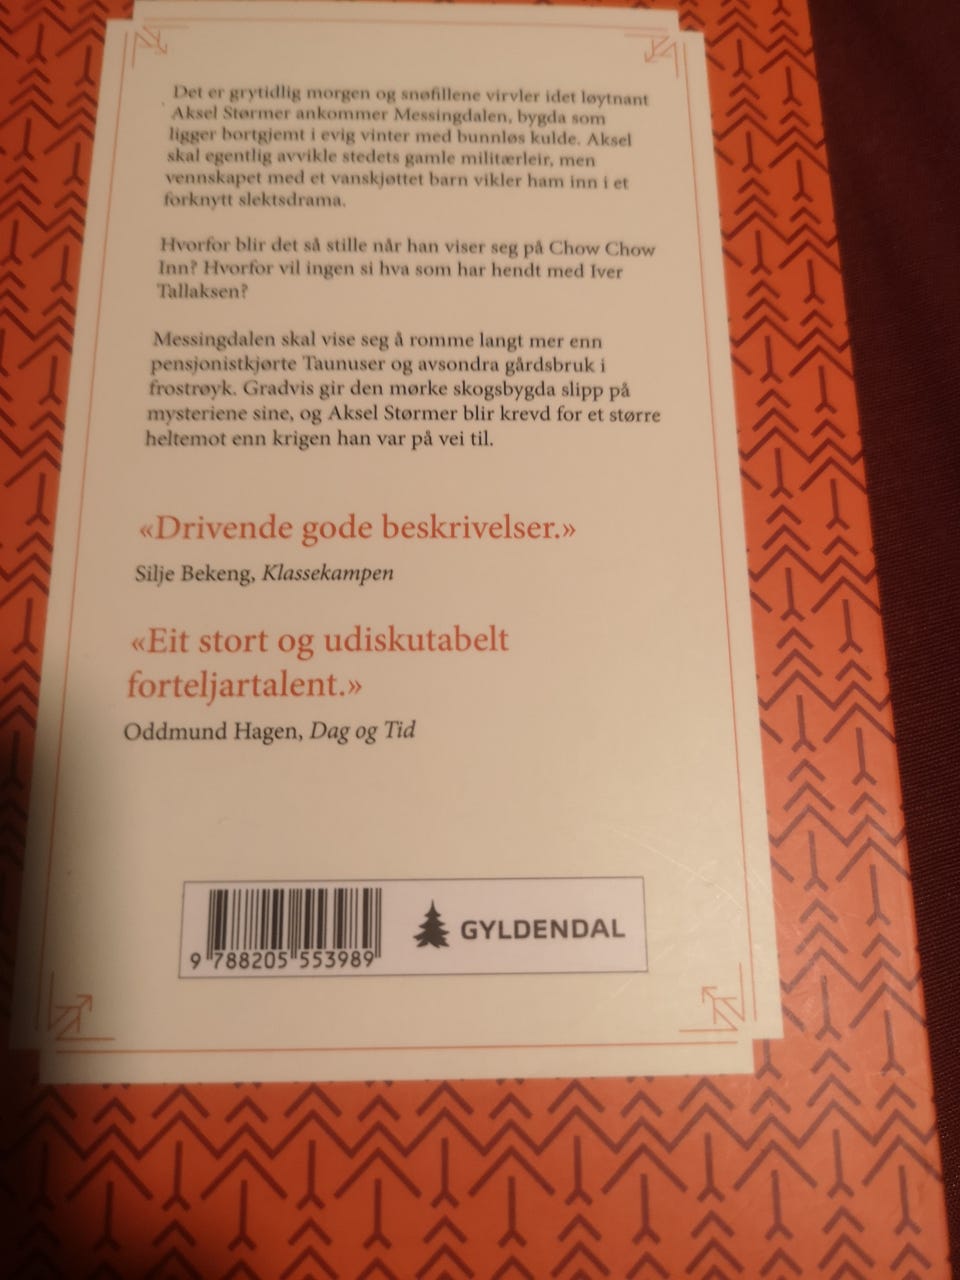 Det er grytidlig morgen og snøfillene virvler idet løytnant
Aksel Størmer ankommer Messingdalen, bygda som
ligger bortgjemt i evig vinter med bunnløs kulde. Aksel
skal egentlig avvikle stedets gamle militærleir, men
vennskapet med et vanskjøttet barn vikler ham inn i et
forknytt slektsdrama.
Hvorfor blir det så stille når han viser seg på Chow Chow
Inn? Hvorfor vil ingen si hva som har hendt med Iver
Tallaksen?
Messingdalen skal vise seg å romme langt mer enn
pensjonistkjørte Taunuser og avsondra gårdsbruk i
frostrøyk. Gradvis gir den mørke skogsbygda slipp på
mysteriene sine, og Aksel Størmer blir krevd for et større
heltemot enn krigen han var på vei til.
«Drivende gode beskrivelser.»
Silje Bekeng, Klassekampen
«Eit stort og udiskutabelt
forteljartalent.»
Oddmund Hagen, Dag og Tid
9 788205 553989
GYLDENDAL